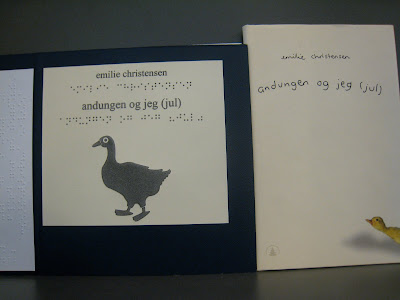 emilie christensen
andungen og jeg (jul)
emilie christensen
andungen og jeg (jul)